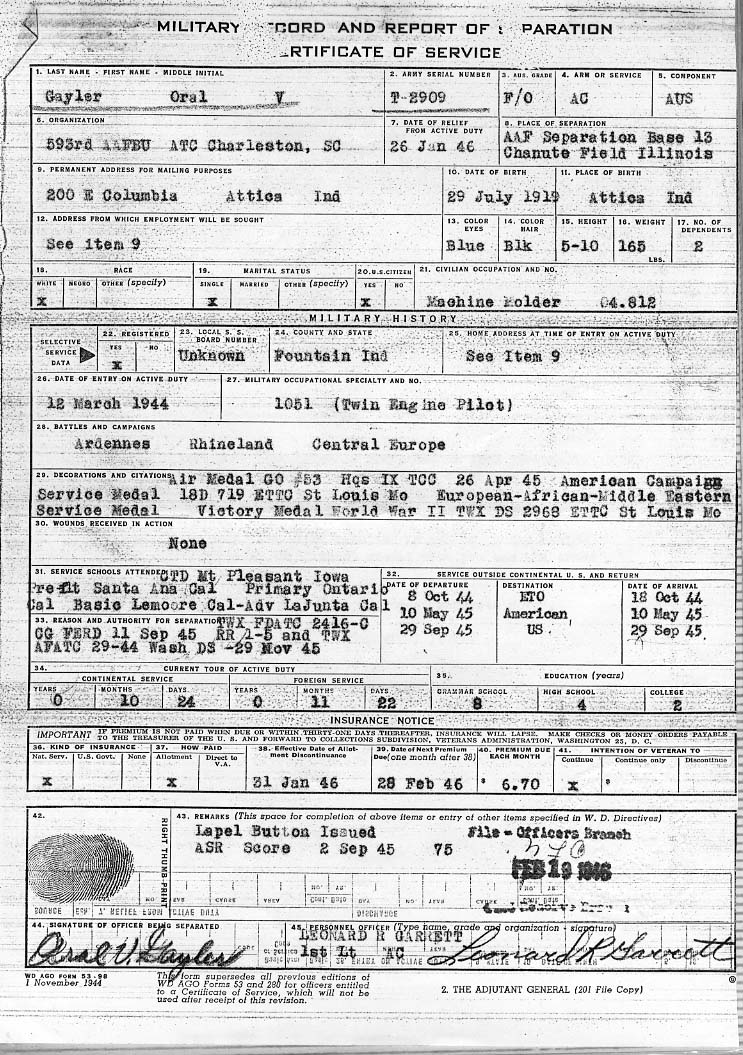 MILITARY CORD AND REPORT OF PARATION
RTIFICATE OF SERVICE
1. LAST NAME - FIRST NAME - MIDDLE INITIAL
Gayler Oral V
2. ARMY SERIAL NUMBER
T-2909
3. AUS. GRADE
F/O
4. ARM OR SERVICE
AC
5. COMPONENT
AUS
6. ORGANIZATION
593rd AAFBU ATC Charleston, SC
7. DATE OF RELIEF FROM ACTIVE DUTY
26 Jan 46
8. PLACE OF SEPARATION
AAF Separation Base 13
Chanute Field Illinois
9. PERMANENT ADDRESS FOR MAILING PURPOSES
200 E Columbia Attica Ind
10. DATE OF BIRTH
29 July 1919
11. PLACE OF BIRTH
Attica Ind
12. ADDRESS FROM WHICH EMPLOYMENT WILL BE SOUGHT
See item 9
13. COLOR EYES
Blue
14. COLOR HAIR
Blk
15. HEIGHT
5-10
16. WEIGHT
165 LBS.
17. NO. OF DEPENDENTS
2
18. RACE
WHITE NEGRO OTHER (specify)
X
19. MARITAL STATUS
SINGLE MARRIED OTHER (specify)
X
20. U.S. CITIZEN
YES NO
X
21. CIVILIAN OCCUPATION AND NO.
Machine Molder 04.812
MILITARY HISTORY
SELECTIVE SERVICE DATA
22. REGISTERED
YES NO
X
23. LOCAL S. S. BOARD NUMBER
Unknown
24. COUNTY AND STATE
Fountain Ind
25. HOME ADDRESS AT TIME OF ENTRY ON ACTIVE DUTY
See Item 9
26. DATE OF ENTRY ON ACTIVE DUTY
12 March 1944
27. MILITARY OCCUPATIONAL SPECIALTY AND NO.
1051 (Twin Engine Pilot)
28. BATTLES AND CAMPAIGNS
Ardennes Rhineland Central Europe
29. DECORATIONS AND CITATIONS Air Medal GO #53 Hqs IX TCC 26 Apr 45 American Campaign
Service Medal 18D 719 ETTC St Louis Mo European-African-Middle Eastern
Service Medal Victory Medal World War II TWX DS 2968 ETTC St Louis Mo
30. WOUNDS RECEIVED IN ACTION
None
31. SERVICE SCHOOLS ATTENDED CTD Mt Pleasant Iowa
Preflt Santa Ana Cal Primary Ontario
Cal Basic Lemoore Cal-Adv LaJunta Cal
32. SERVICE OUTSIDE CONTINENTAL U. S. AND RETURN
DATE OF DEPARTURE DESTINATION DATE OF ARRIVAL
8 Oct 44 ETO 18 Oct 44
10 May 45 American 10 May 45
29 Sep 45 US. 29 Sep 45
33. REASON AND AUTHORITY FOR SEPARATION TWX FDATC 2416-C
CG FERD 11 Sep 45 RR 1-5 and TWX
AFATC 29-44 Wash DS -29 Nov 45
34. CURRENT TOUR OF ACTIVE DUTY
CONTINENTAL SERVICE FOREIGN SERVICE
YEARS MONTHS DAYS YEARS MONTHS DAYS
0 10 24 0 11 22
35. EDUCATION (years)
GRAMMAR SCHOOL HIGH SCHOOL COLLEGE
8 4 2
INSURANCE NOTICE
IMPORTANT IF PREMIUM IS NOT PAID WHEN DUE OR WITHIN THIRTY-ONE DAYS THEREAFTER, INSURANCE WILL LAPSE. MAKE CHECKS OR MONEY ORDERS PAYABLE
TO THE TREASURER OF THE U. S. AND FORWARD TO COLLECTIONS SUBDIVISION, VETERANS ADMINISTRATION, WASHINGTON 25, D. C.
36. KIND OF INSURANCE
Nat. Serv. U.S. Govt. None
X
37. HOW PAID
Allotment Direct to V.A.
X
38. Effective Date of Allotment Discontinuance
31 Jan 46
39. Date of Next Premium Due (one month after 38)
28 Feb 46
40. PREMIUM DUE EACH MONTH
$ 6.70
41. INTENTION OF VETERAN TO
Continue Continue only Discontinue
X
42.
RIGHT THUMB PRINT
43. REMARKS (This space for completion of above items or entry of other items specified in W. D. Directives)
Lapel Button Issued
ASR Score 2 Sep 45 75
File - Officers Branch
FEB 19 1946
44. SIGNATURE OF OFFICER BEING SEPARATED
Oral V. Gayler
45. PERSONNEL OFFICER (Type name, grade and organization - signature)
LEONARD R GARRETT
1st Lt AC
Leonard R Garrett
WD AGO FORM 53-98
1 November 1944
This form supersedes all previous editions of
WD AGO Forms 53 and 280 for officers entitled
to a Certificate of Service, which will not be
used after receipt of this revision.
2. THE ADJUTANT GENERAL (201 File Copy)